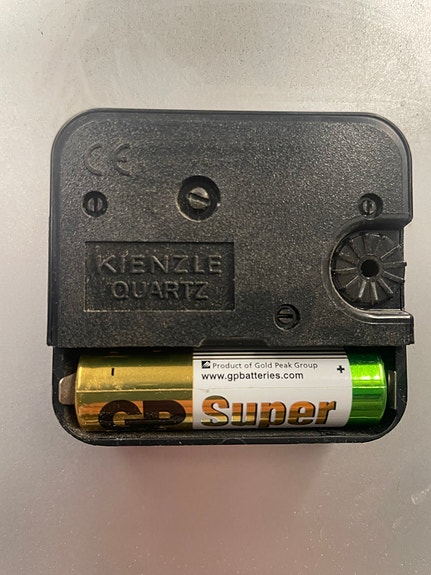 CE
KIENZLE
QUARTZ
Product of Gold Peak Group
www.gpbatteries.com
-
+
GP Super